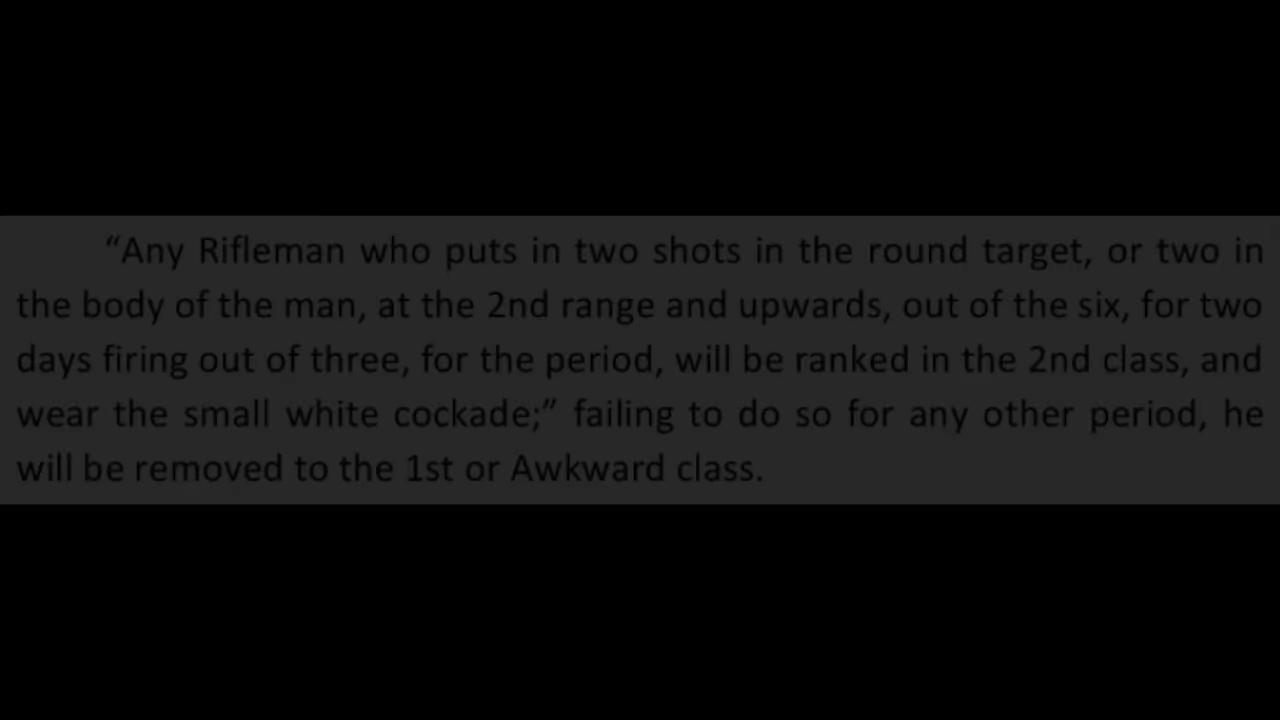 “Any Rifleman who puts in two shots in the round target, or two in
the body of the man, at the 2nd range and upwards, out of the six, for two
days firing out of three, for the period, will be ranked in the 2nd class, and
wear the small white cockade;” failing to do so for any other period, he
will be removed to the 1st or Awkward class.